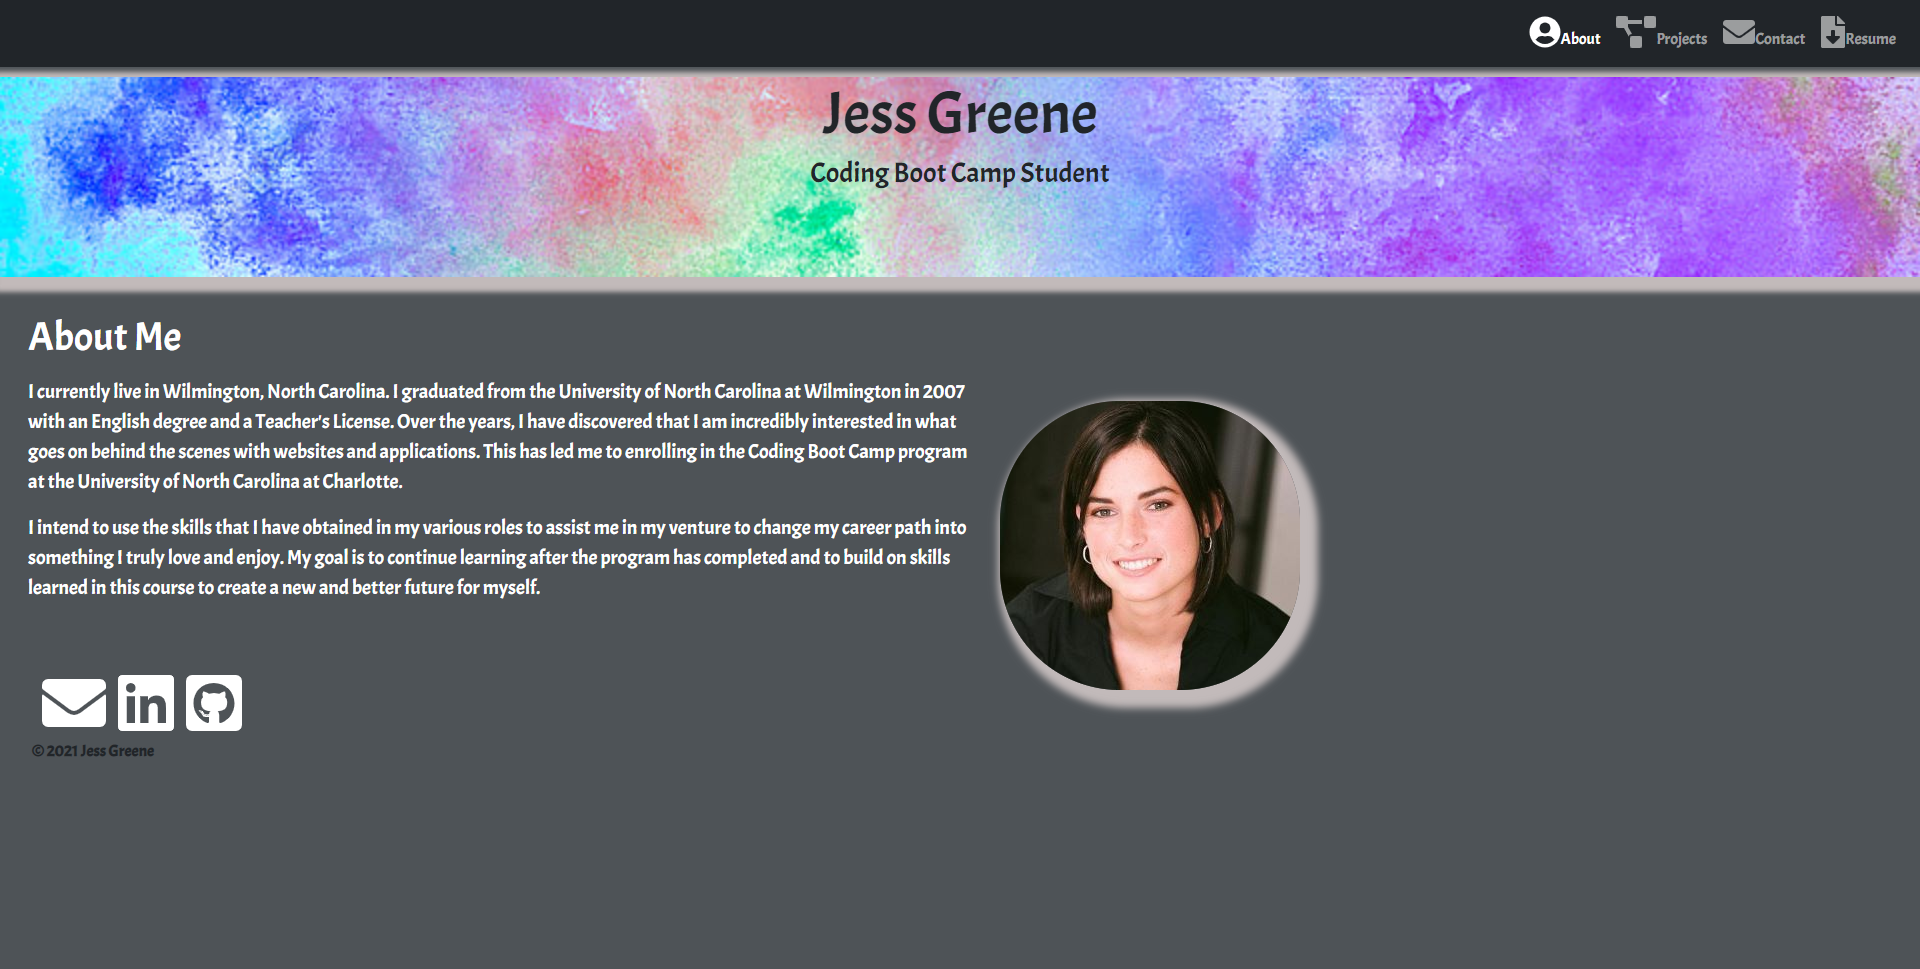 About Projects Contact Resume
Jess Greene
Coding Boot Camp Student
About Me
I currently live in Wilmington, North Carolina. I graduated from the University of North Carolina at Wilmington in 2007
with an English degree and a Teacher's License. Over the years, I have discovered that I am incredibly interested in what
goes on behind the scenes with websites and applications. This has led me to enrolling in the Coding Boot Camp program
at the University of North Carolina at Charlotte.
I intend to use the skills that I have obtained in my various roles to assist me in my venture to change my career path into
something I truly love and enjoy. My goal is to continue learning after the program has completed and to build on skills
learned in this course to create a new and better future for myself.
in
© 2021 Jess Greene